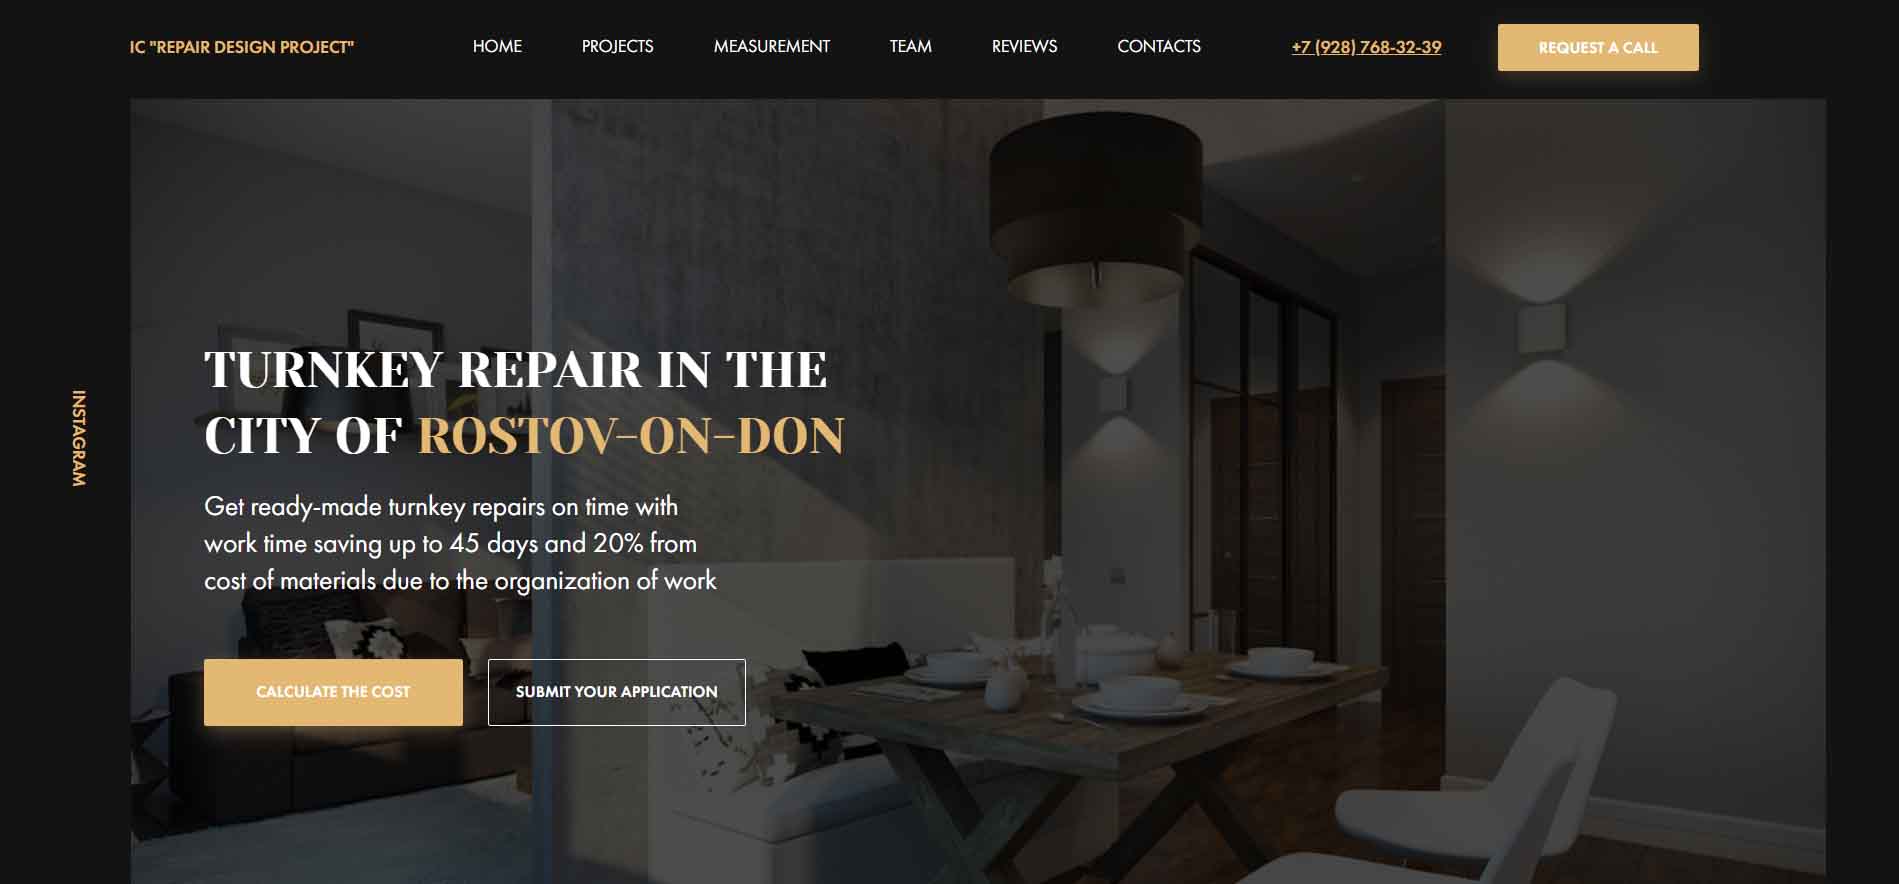 IC "REPAIR DESIGN PROJECT"
HOME
PROJECTS
MEASUREMENT
TEAM
REVIEWS
CONTACTS
+7 (928) 768-32-39
REQUEST A CALL
INSTAGRAM
TURNKEY REPAIR IN THE
CITY OF ROSTOV-ON-DON
Get ready-made turnkey repairs on time with
work time saving up to 45 days and 20% from
cost of materials due to the organization of work
CALCULATE THE COST
SUBMIT YOUR APPLICATION